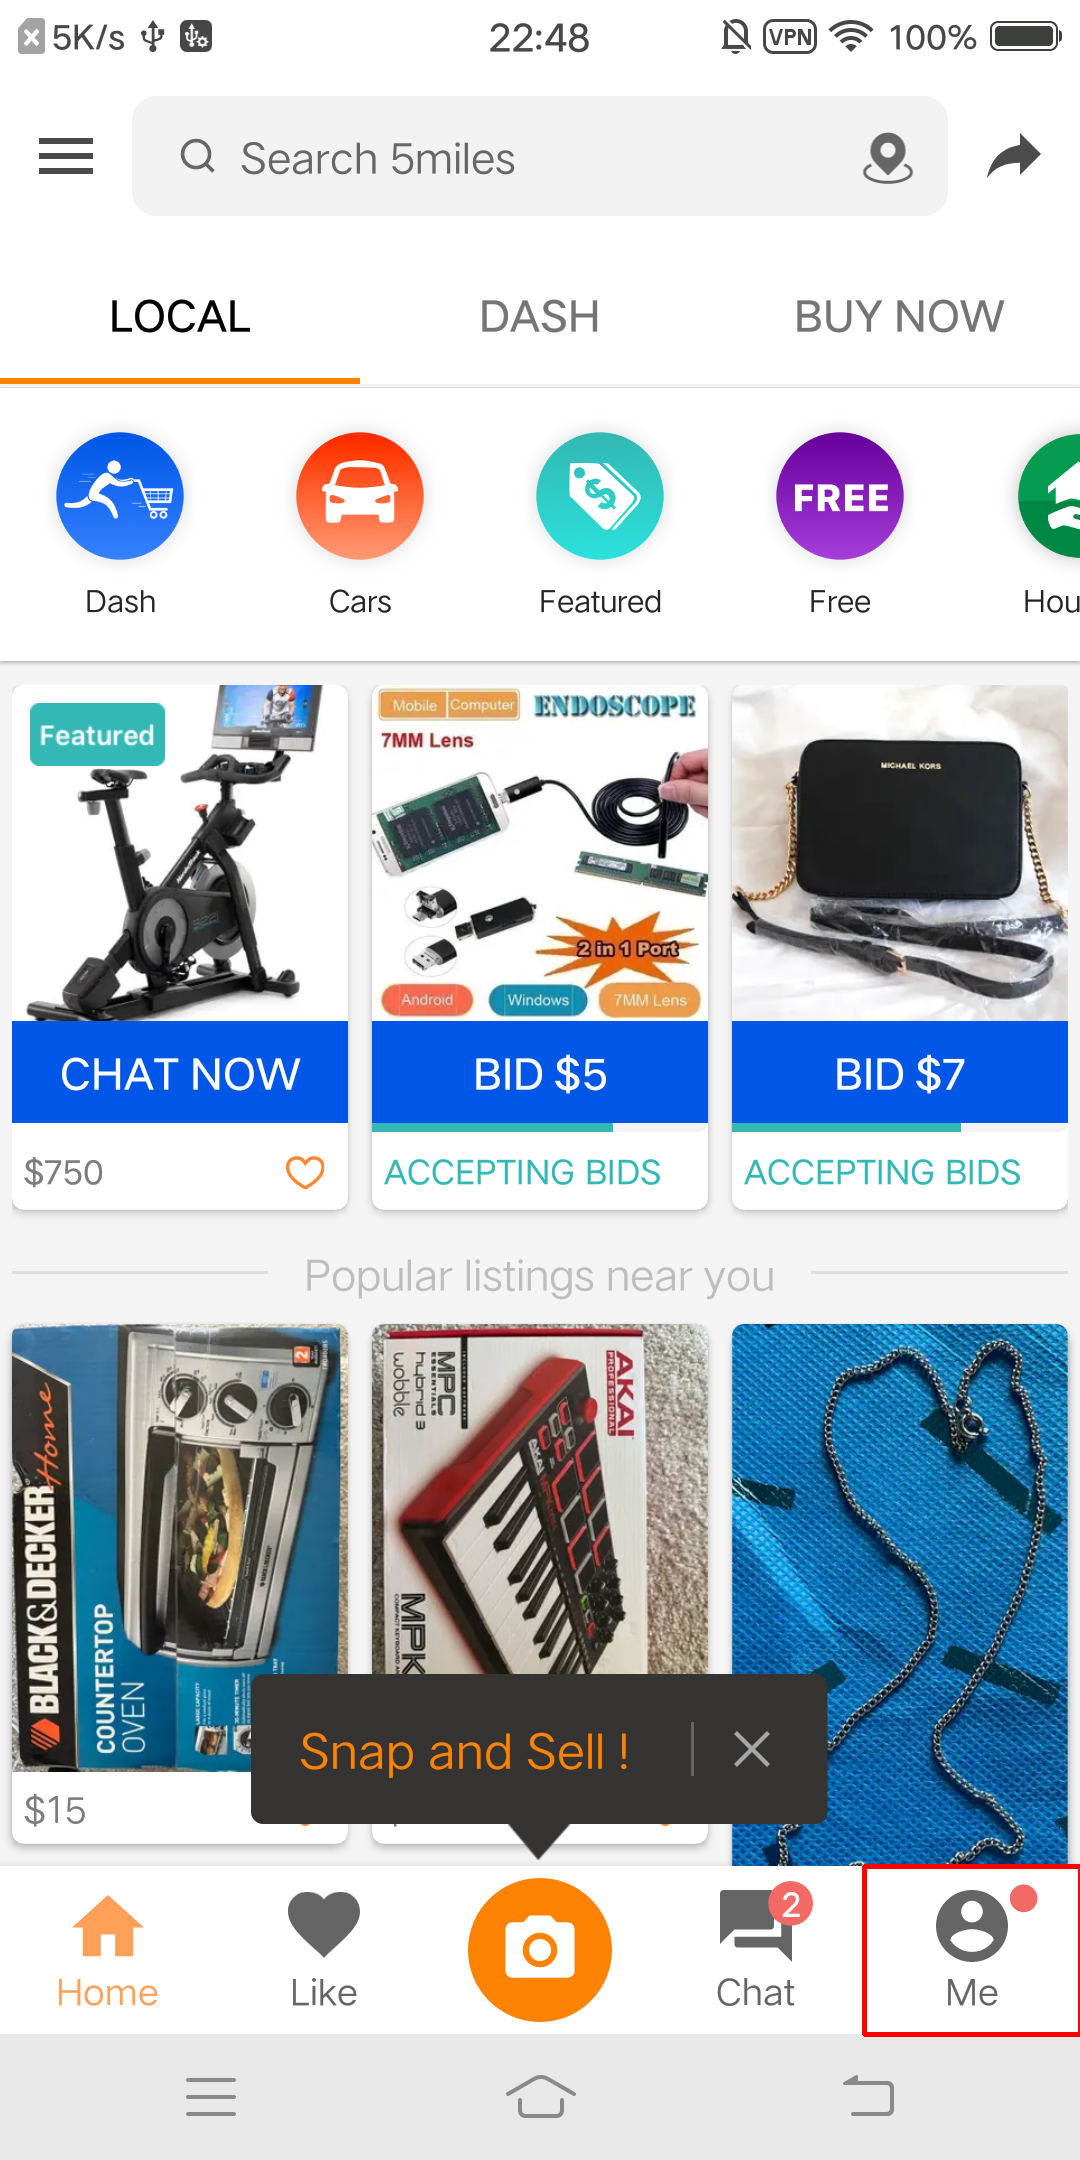 5K/s
22:48
VPN
100%
Search 5miles
LOCAL
DASH
BUY NOW
FREE
Dash
Cars
Featured
Free
Hou
Featured
Mobile
Computer
ENDOSCOPE
7MM Lens
2 in 1 Port
Android
Windows
7MM Lens
MICHAEL KORS
CHAT NOW
BID $5
BID $7
$750
ACCEPTING BIDS
ACCEPTING BIDS
Popular listings near you
BLACK&DECKER Home
COUNTERTOP
OVEN
2
AKAI
PROFESSIONAL
MPC
ESSENTIALS
hybrid 3
wobble
AKAI
MPK
Snap and Sell !
$15
Home
Like
2
Chat
Me